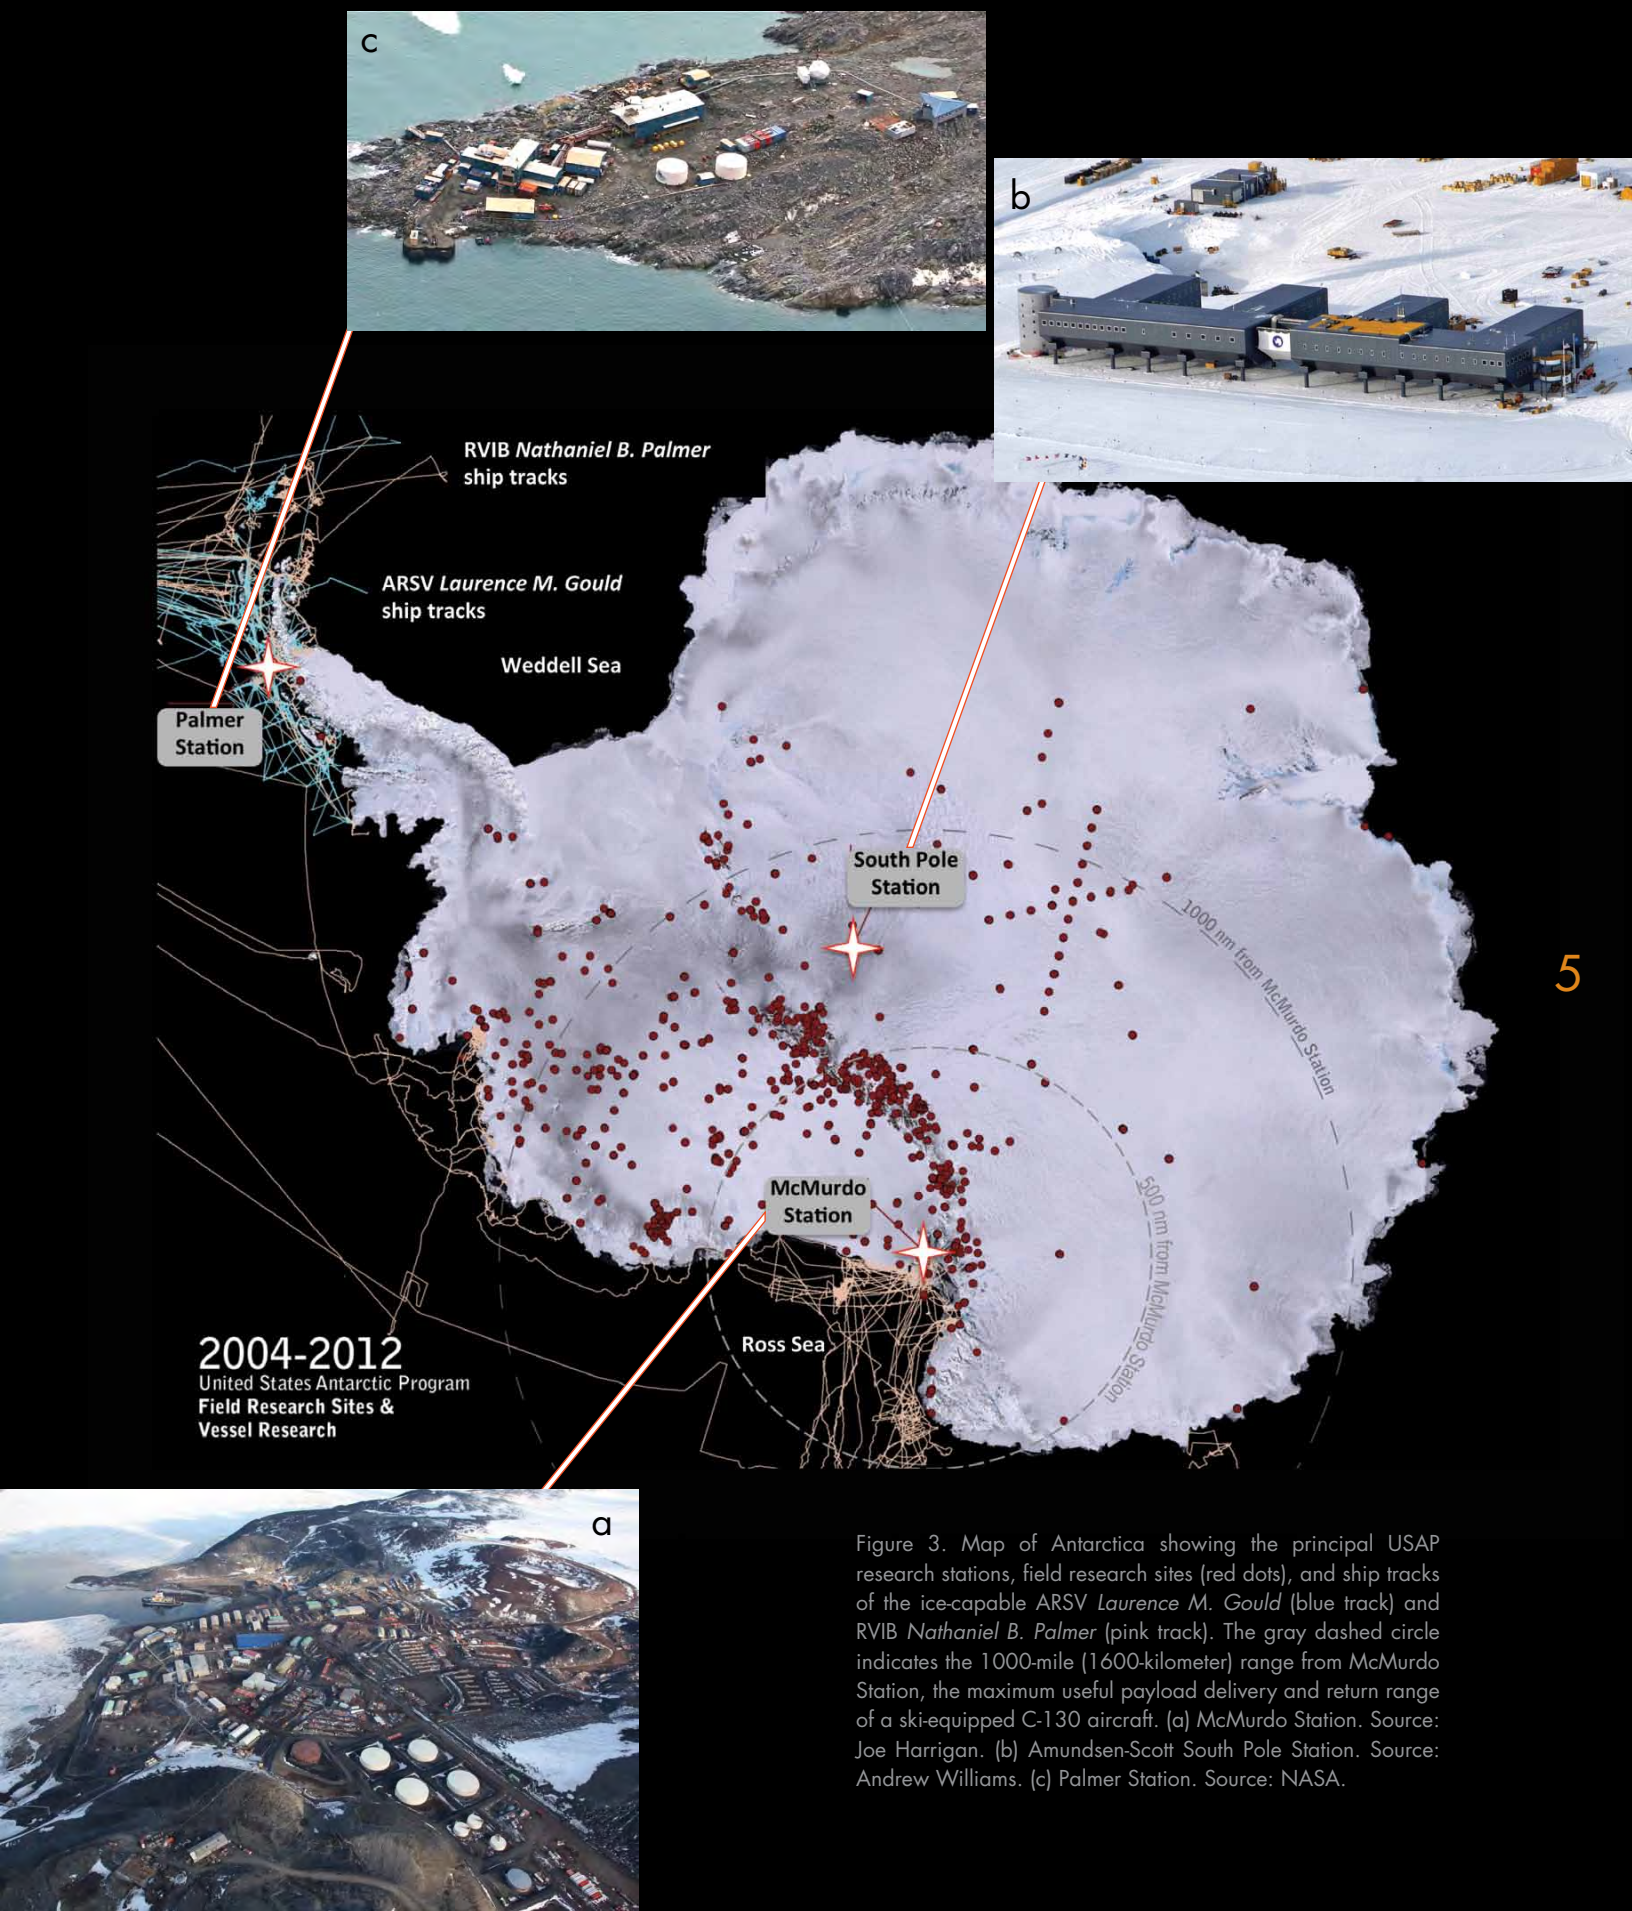 c
b
RVIB Nathaniel B. Palmer
ship tracks
ARSV Laurence M. Gould
ship tracks
Weddell Sea
Palmer
Station
South Pole
Station
1000 nm from McMurdo Station
5
McMurdo
Station
500 nm from McMurdo Station
Ross Sea
2004-2012
United States Antarctic Program
Field Research Sites &
Vessel Research
a
Figure 3. Map of Antarctica showing the principal USAP
research stations, field research sites (red dots), and ship tracks
of the ice-capable ARSV Laurence M. Gould (blue track) and
RVIB Nathaniel B. Palmer (pink track). The gray dashed circle
indicates the 1000-mile (1600-kilometer) range from McMurdo
Station, the maximum useful payload delivery and return range
of a ski-equipped C-130 aircraft. (a) McMurdo Station. Source:
Joe Harrigan. (b) Amundsen-Scott South Pole Station. Source:
Andrew Williams. (c) Palmer Station. Source: NASA.